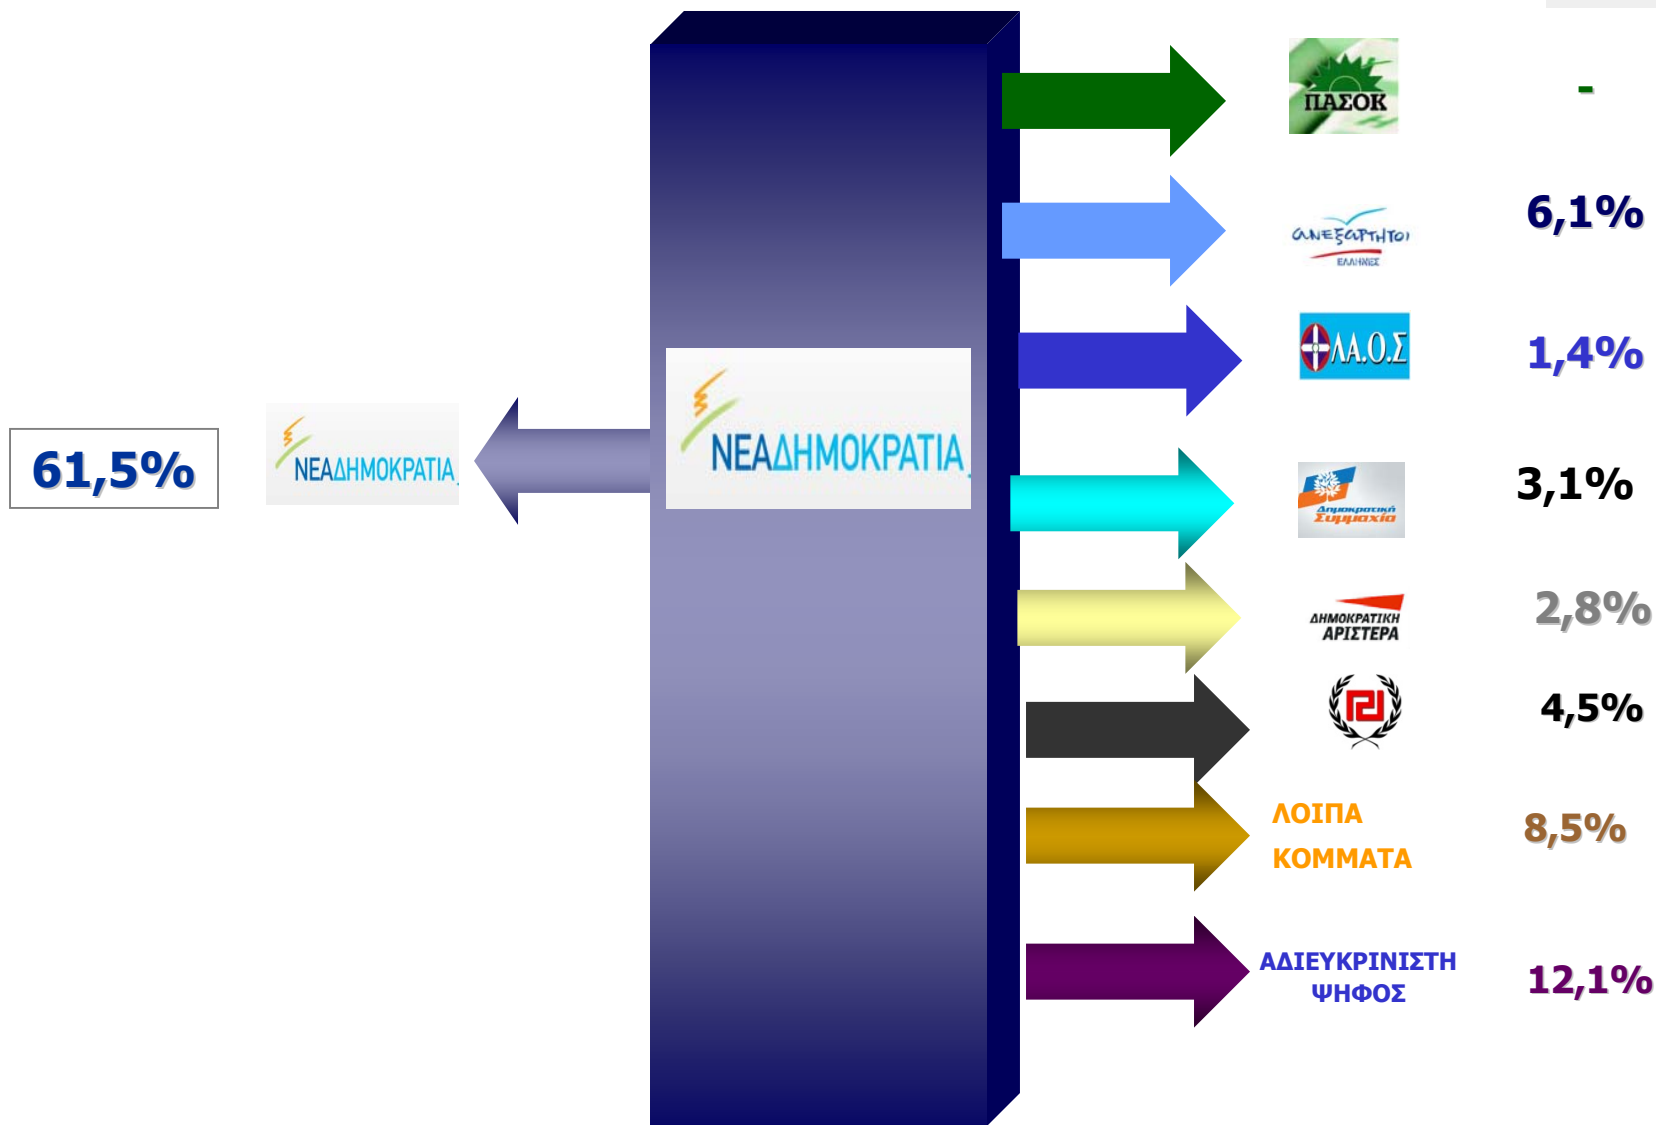 ΠΑΣΟΚ
-
ανεξαρτητοι
ΕΛΛΗΝΕΣ
6,1%
ΛΑ.Ο.Σ
1,4%
61,5%
ΝΕΑΔΗΜΟΚΡΑΤΙΑ
ΝΕΑΔΗΜΟΚΡΑΤΙΑ
Δημοκρατική
Συμμαχία
3,1%
ΔΗΜΟΚΡΑΤΙΚΗ
ΑΡΙΣΤΕΡΑ
2,8%
4,5%
ΛΟΙΠΑ
ΚΟΜΜΑΤΑ
8,5%
ΑΔΙΕΥΚΡΙΝΙΣΤΗ
ΨΗΦΟΣ
12,1%